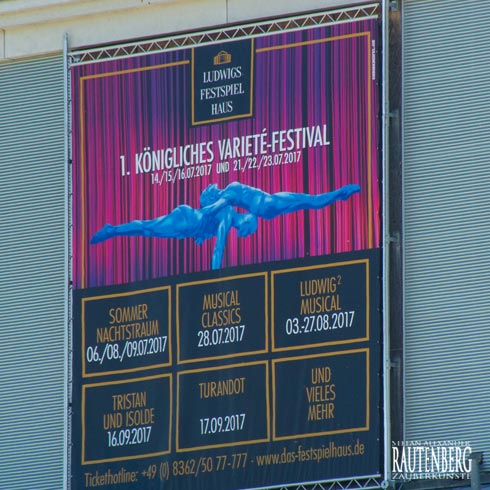 LUDWIGS
FESTSPIEL
HAUS
1. KÖNIGLICHES VARIETÉ-FESTIVAL
14./15./16.07.2017 UND 21./22./23.07.2017
SOMMER
NACHTSTRAUM
06./08./09.07.2017
MUSICAL
CLASSICS
28.07.2017
LUDWIG²
MUSICAL
03.-27.08.2017
TRISTAN
UND ISOLDE
16.09.2017
TURANDOT
17.09.2017
UND
VIELES
MEHR
Tickethotline: +49 (0) 8362/50 77-777 - www.das-festspielhaus.de
STEFAN ALEXANDER
RAUTENBERG
ZAUBERKÜNSTE